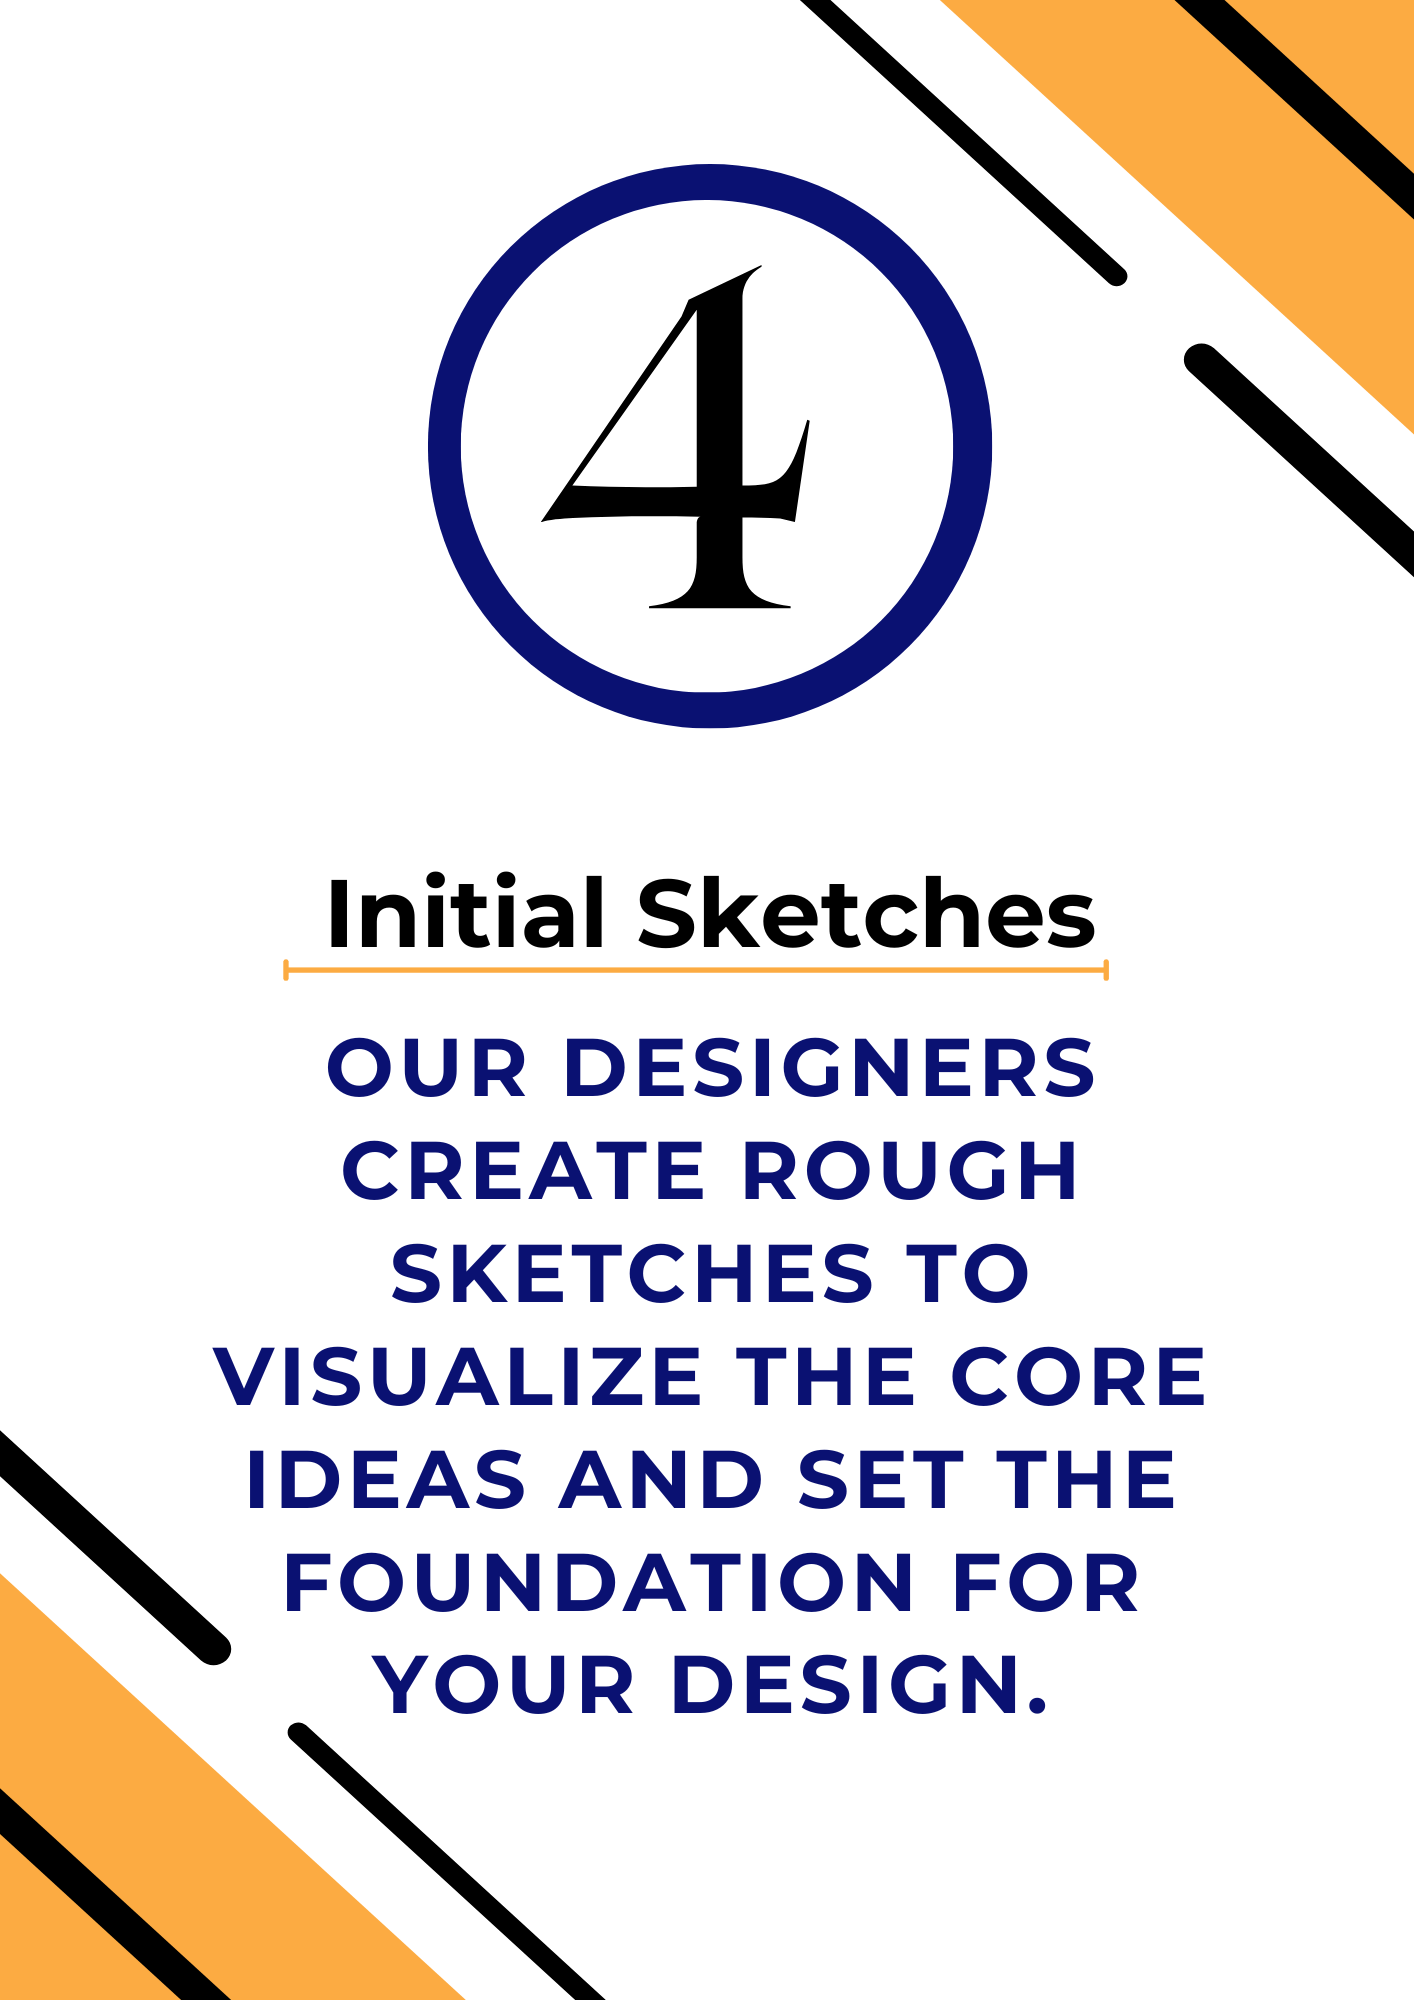 4
Initial Sketches
OUR DESIGNERS
CREATE ROUGH
SKETCHES TO
VISUALIZE THE CORE
IDEAS AND SET THE
FOUNDATION FOR
YOUR DESIGN.